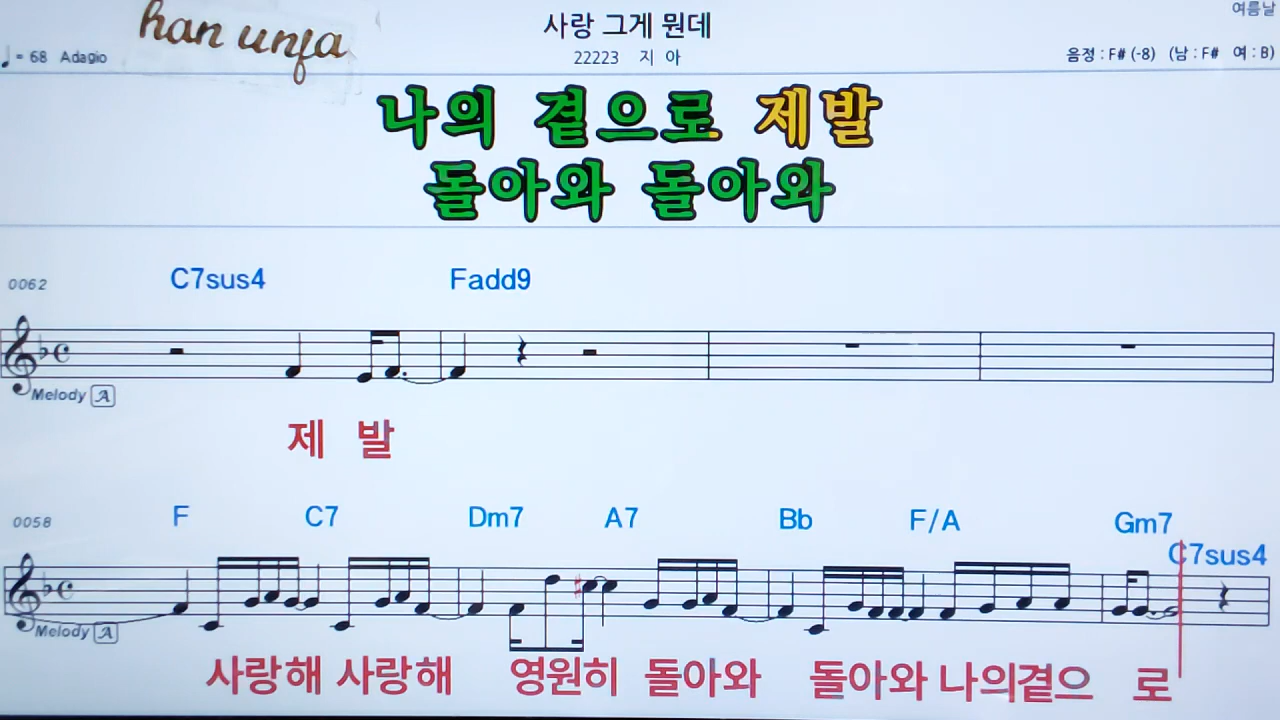 han unja
사랑 그게 뭔데
여름날
♩= 68 Adagio
22223 지 아
음정 : F# (-8) (남 : F# 여 : B)
나의 곁으로 제발
돌아와 돌아와
0062
C7sus4 Fadd9
Melody A
제 발
0058
F C7 Dm7 A7 Bb F/A Gm7
C7sus4
Melody A
사랑해 사랑해 영원히 돌아와 돌아와 나의곁으 로